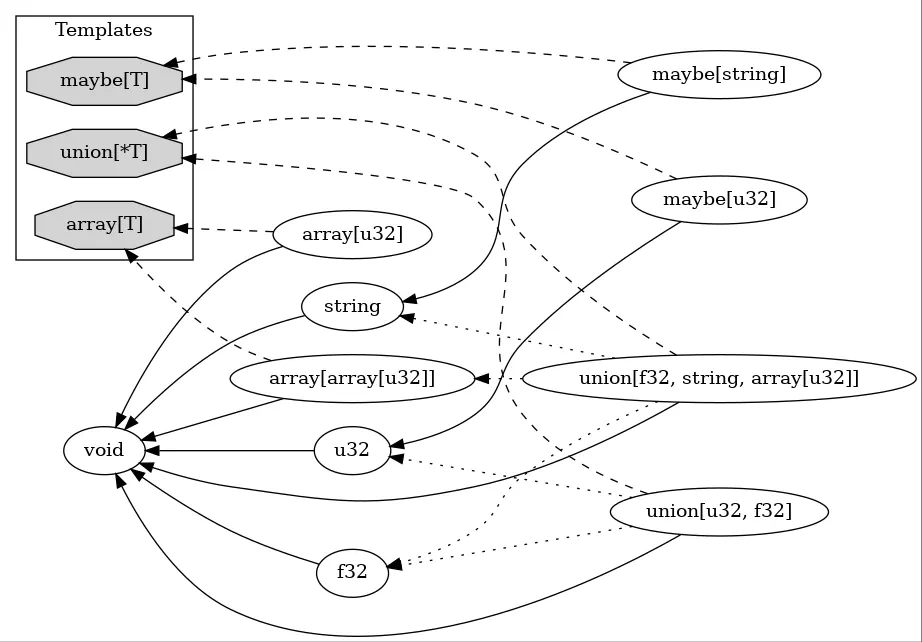 Templates
maybe[T]
maybe[string]
union[*T]
maybe[u32]
array[T]
array[u32]
string
array[array[u32]]
union[f32, string, array[u32]]
void
u32
union[u32, f32]
f32